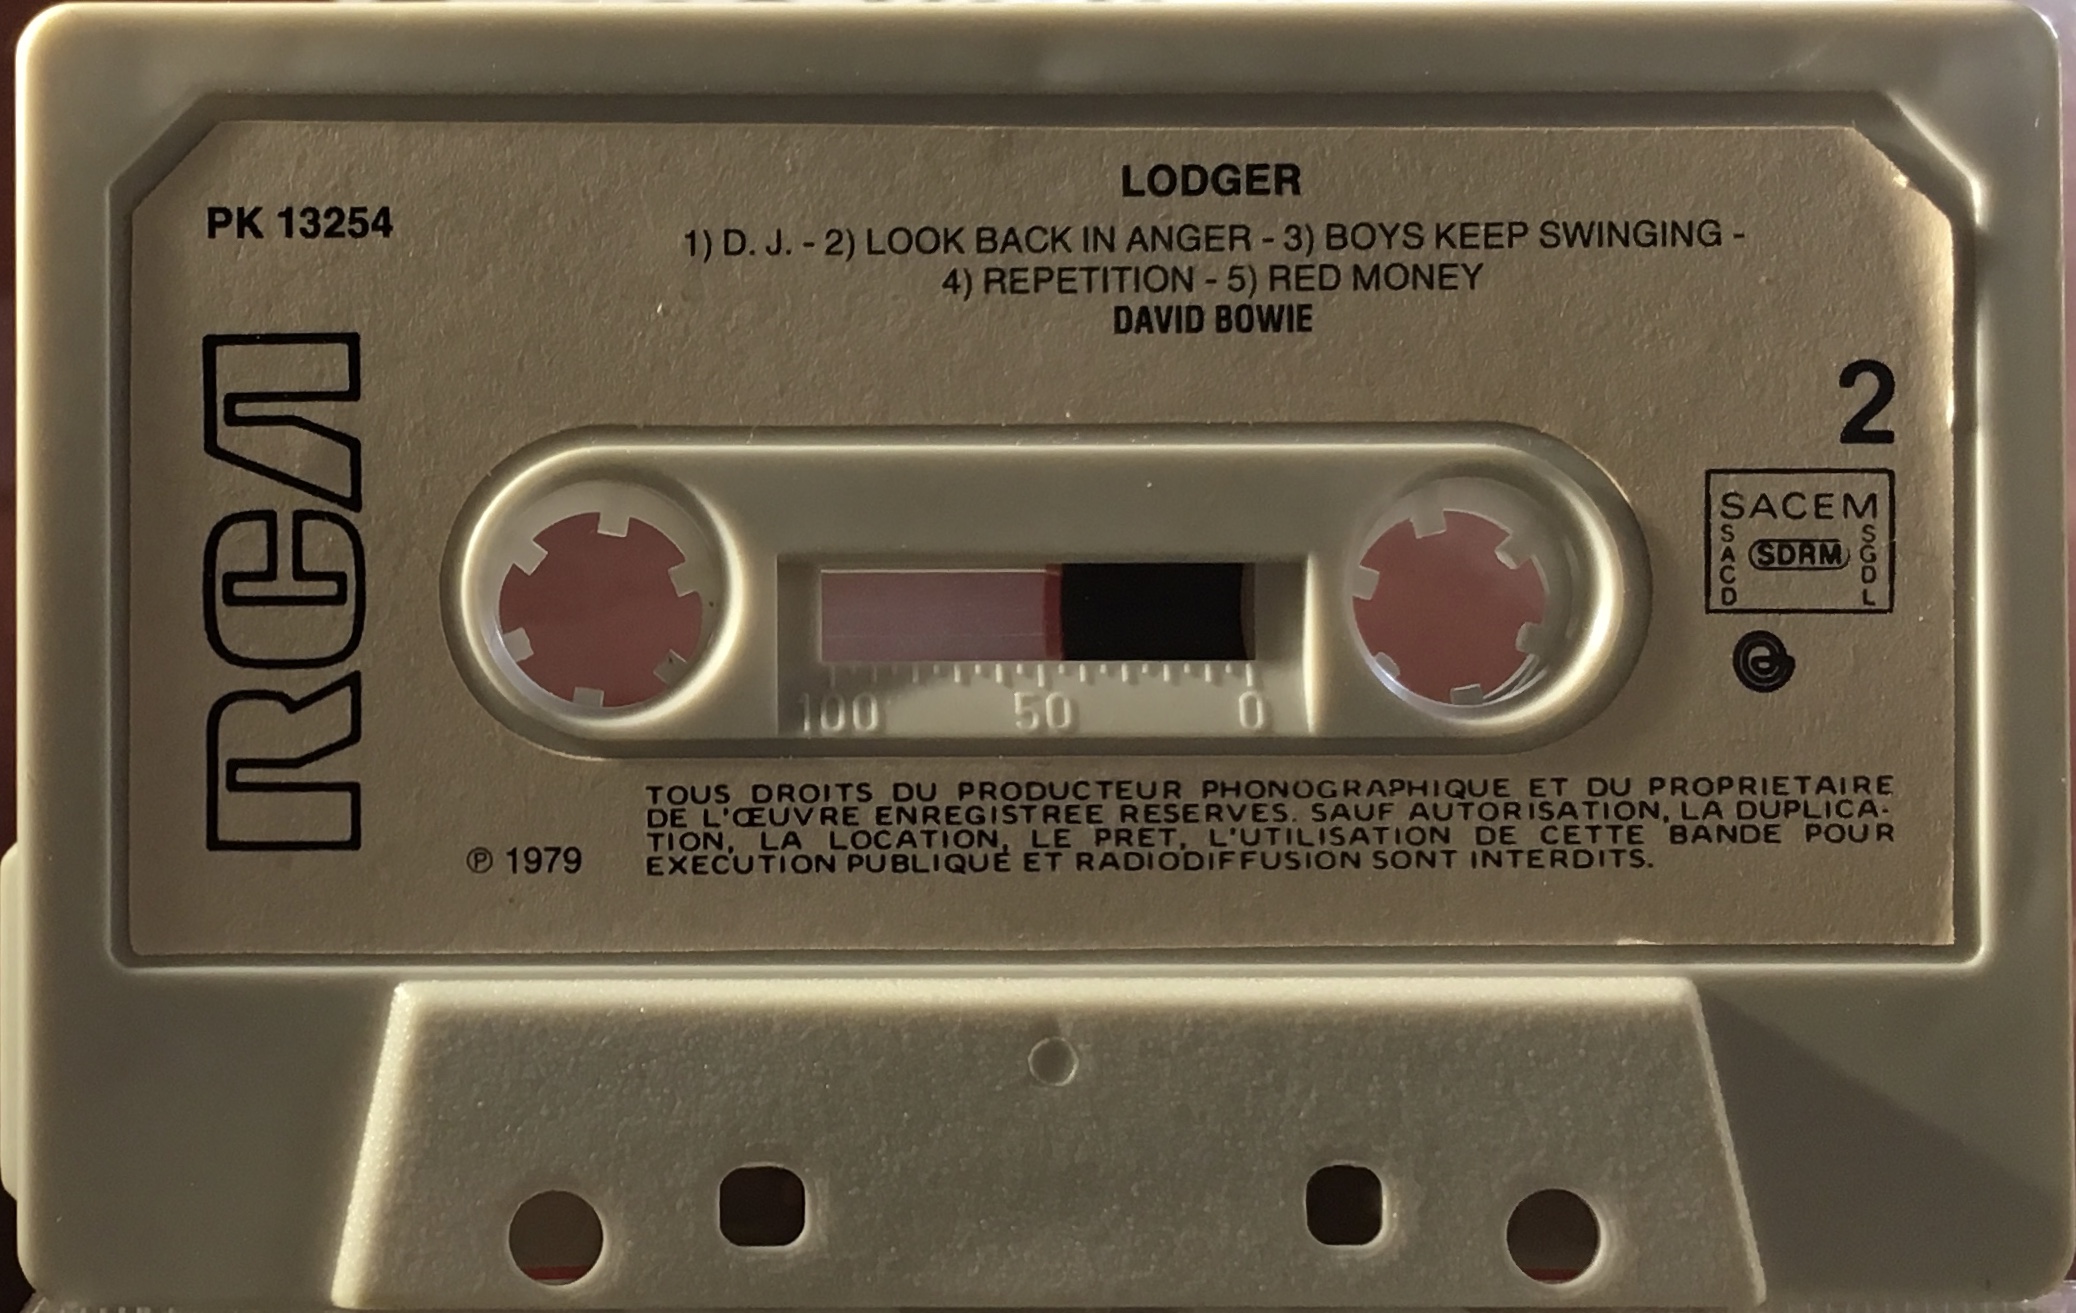 LODGER
PK 13254
1) D. J. - 2) LOOK BACK IN ANGER - 3) BOYS KEEP SWINGING -
4) REPETITION - 5) RED MONEY
DAVID BOWIE
RCA
2
SACEM
SACD
SDRM
SGDL
100 50 0
TOUS DROITS DU PRODUCTEUR PHONOGRAPHIQUE ET DU PROPRIETAIRE
DE L'ŒUVRE ENREGISTREE RESERVES. SAUF AUTORISATION, LA DUPLICA-
TION, LA LOCATION, LE PRET, L'UTILISATION DE CETTE BANDE POUR
EXECUTION PUBLIQUE ET RADIODIFFUSION SONT INTERDITS.
℗ 1979